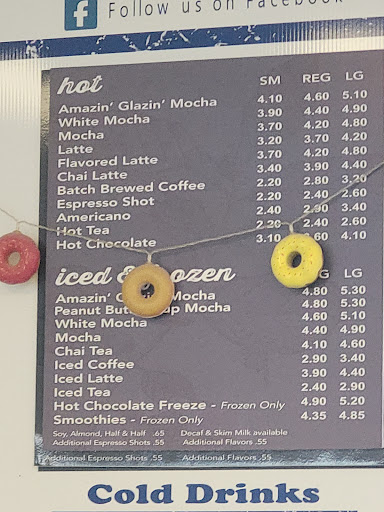 Follow us on Facebook
hot SM REG LG
Amazin' Glazin' Mocha 4.10 4.60 5.10
White Mocha 3.90 4.40 4.90
Mocha 3.70 4.20 4.80
Latte 3.20 3.70 4.20
Flavored Latte 3.70 4.20 4.80
Chai Latte 3.40 3.90 4.40
Batch Brewed Coffee 2.20 2.80 3.20
Espresso Shot 2.20 2.40 2.60
Americano 2.40 2.90 3.40
Hot Tea 2.20 2.40 2.60
Hot Chocolate 3.10 .60 4.10
iced & frozen LG
Amazin' Mocha 4.80 5.30
Peanut Mocha 4.80 5.30
White Mocha 4.60 5.10
Mocha 4.40 4.90
Chai Tea 4.10 4.60
Iced Coffee 2.90 3.40
Iced Latte 3.90 4.40
Iced Tea 2.40 2.90
Hot Chocolate Freeze - Frozen Only 4.90 5.20
Smoothies - Frozen Only 4.35 4.85
Soy, Almond, Half & Half .65 Decaf & Skim Milk available
Additional Espresso Shots .55 Additional Flavors .55
Additional Espresso Shots .55 Additional Flavors .55
Cold Drinks